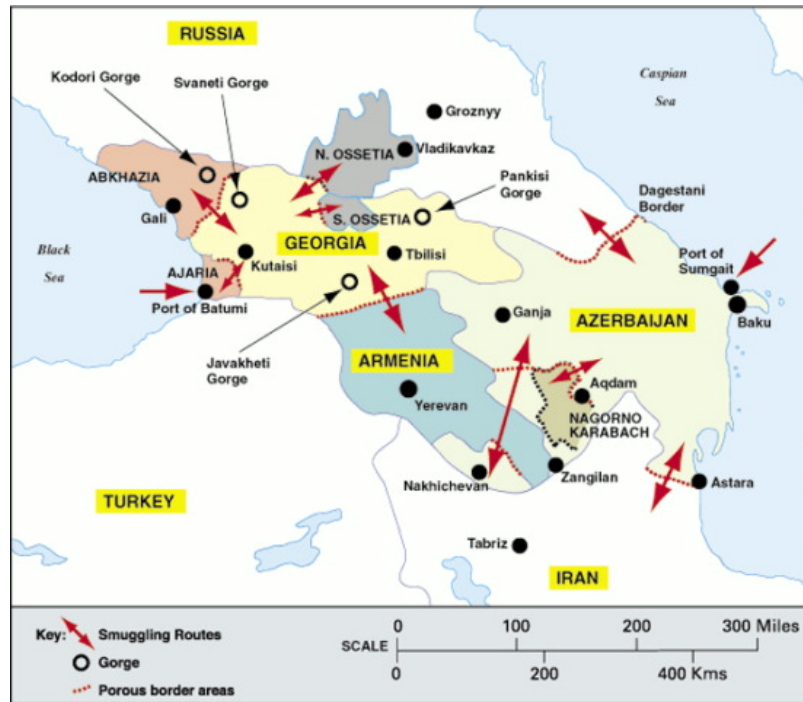 RUSSIA
Kodori Gorge
Svaneti Gorge
Caspian
Sea
Groznyy
N. OSSETIA
Vladikavkaz
ABKHAZIA
Pankisi
Gorge
Dagestani
Border
Gali
S. OSSETIA
GEORGIA
Black
Sea
Tbilisi
Port of
Sumgait
Kutaisi
AJARIA
Port of Batumi
Baku
Ganja
AZERBAIJAN
Javakheti
Gorge
ARMENIA
Aqdam
Yerevan
NAGORNO
KARABACH
Nakhichevan
Zangilan
Astara
TURKEY
Tabriz
IRAN
Key:
Smuggling Routes
Gorge
Porous border areas
SCALE
0 100 200 300 Miles
0 200 400 Kms